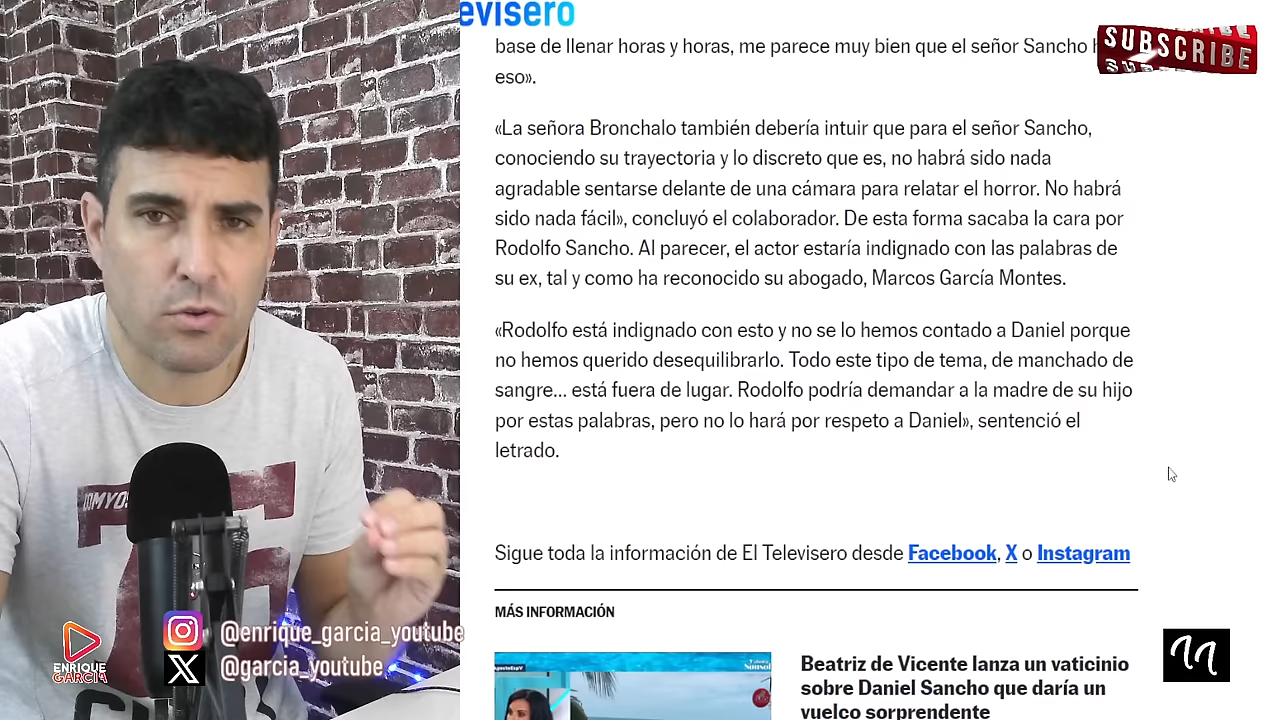 evisero
SUBSCRIBE
base de llenar horas y horas, me parece muy bien que el señor Sancho
eso».
«La señora Bronchalo también debería intuir que para el señor Sancho,
conociendo su trayectoria y lo discreto que es, no habrá sido nada
agradable sentarse delante de una cámara para relatar el horror. No habrá
sido nada fácil», concluyó el colaborador. De esta forma sacaba la cara por
Rodolfo Sancho. Al parecer, el actor estaría indignado con las palabras de
su ex, tal y como ha reconocido su abogado, Marcos García Montes.
«Rodolfo está indignado con esto y no se lo hemos contado a Daniel porque
no hemos querido desequilibrarlo. Todo este tipo de tema, de manchado de
sangre... está fuera de lugar. Rodolfo podría demandar a la madre de su hijo
por estas palabras, pero no lo hará por respeto a Daniel», sentenció el
letrado.
Sigue toda la información de El Televisero desde Facebook, X o Instagram
MÁS INFORMACIÓN
Beatriz de Vicente lanza un vaticinio
sobre Daniel Sancho que daría un
vuelco sorprendente
@enrique_garcia_youtube
@garcia_youtube
ENRIQUE
GARCIA